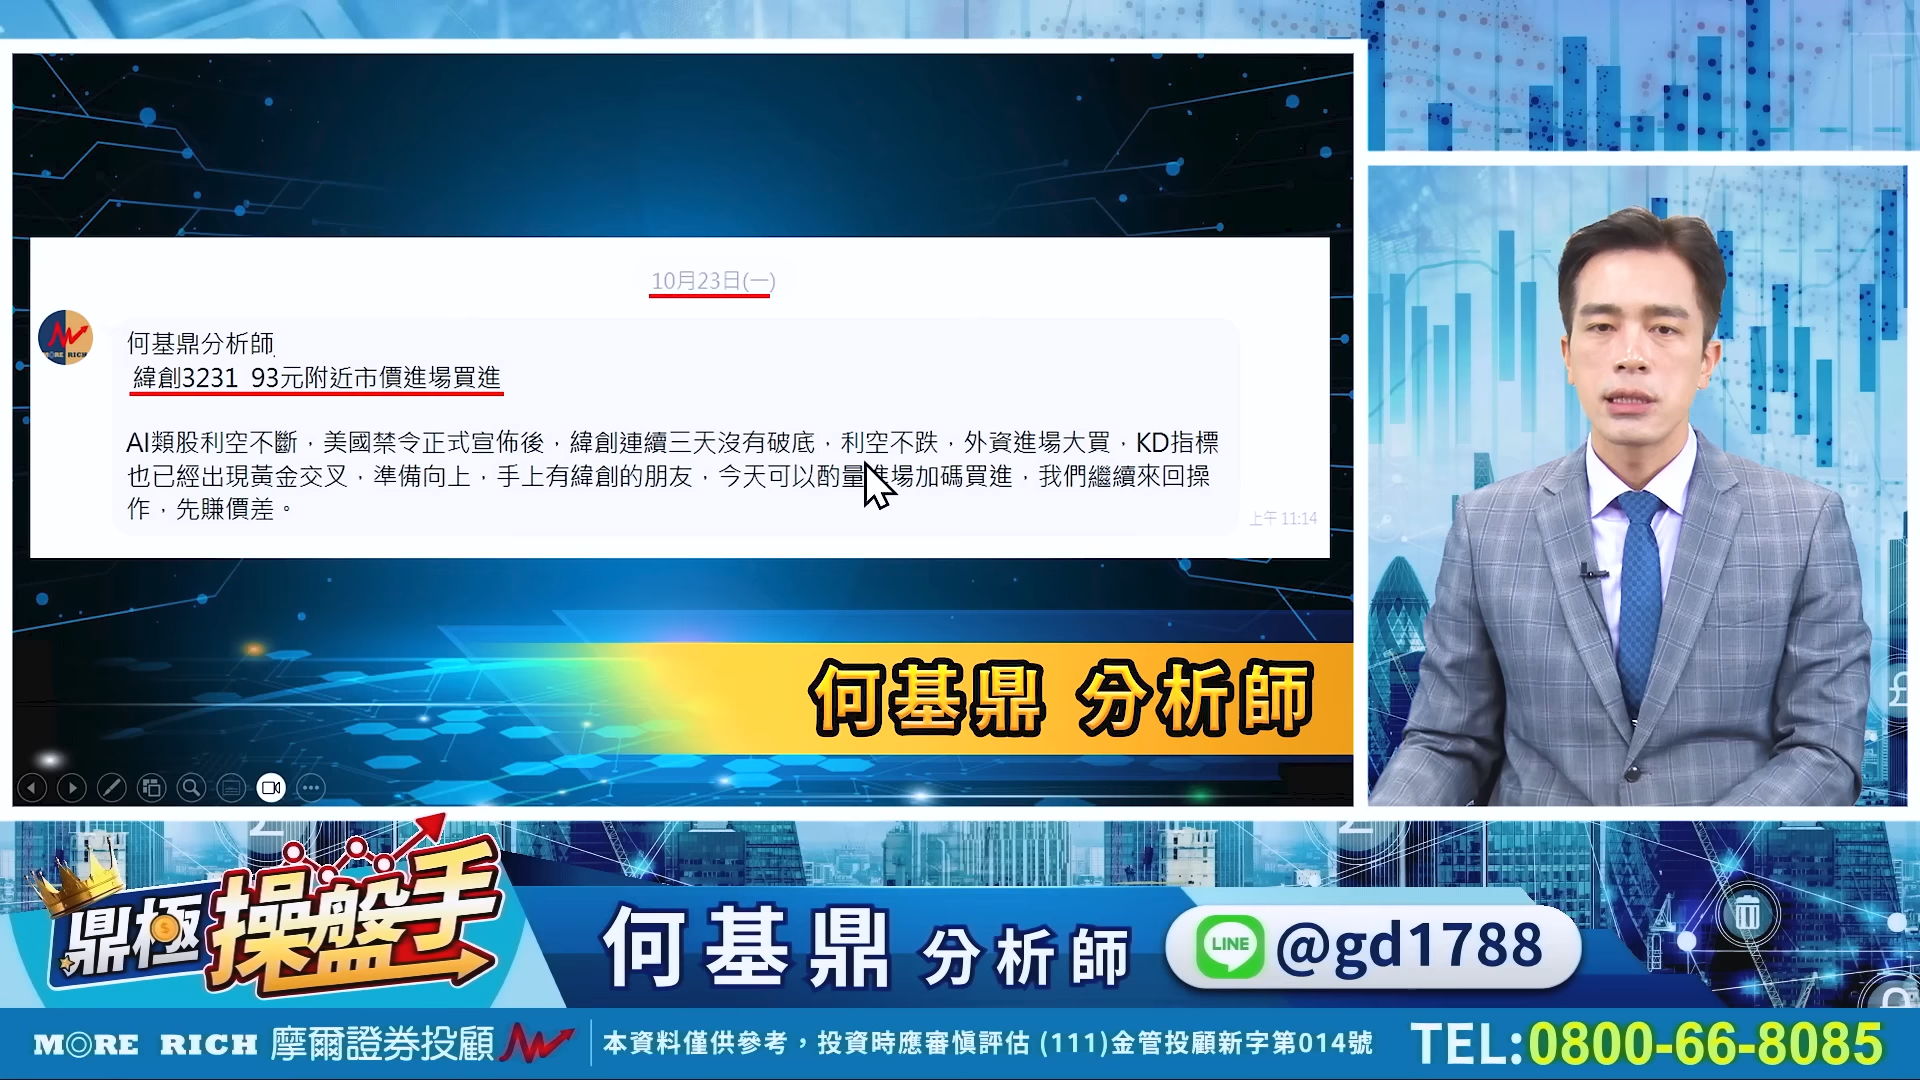 10月23日(一)
何基鼎分析師
緯創3231 93元附近市價進場買進
AI類股利空不斷，美國禁令正式宣佈後，緯創連續三天沒有破底，利空不跌，外資進場大買，KD指標
也已經出現黃金交叉，準備向上，手上有緯創的朋友，今天可以酌量進場加碼買進，我們繼續來回操
作，先賺價差。
上午 11:14
MORE RICH
何基鼎 分析師
鼎極操盤手
何基鼎 分析師
LINE @gd1788
MORE RICH 摩爾證券投顧
本資料僅供參考，投資時應審慎評估 (111)金管投顧新字第014號
TEL:0800-66-8085